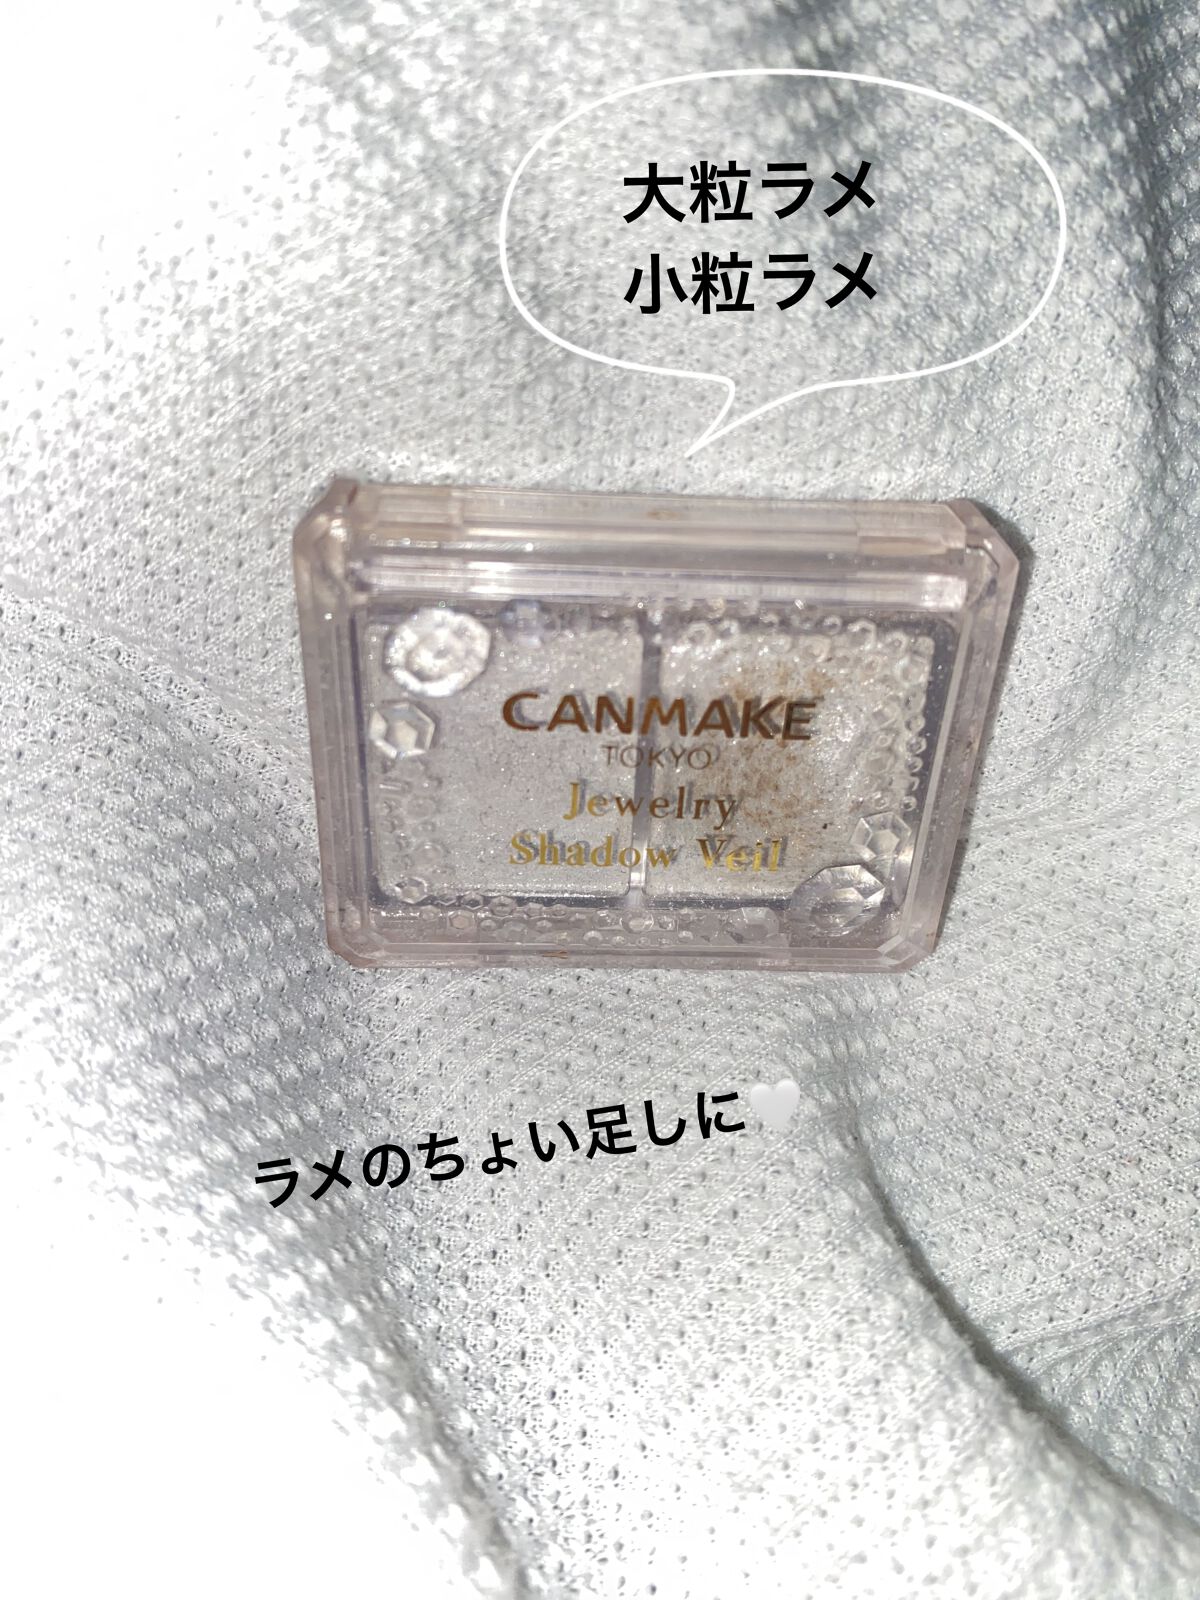 大粒ラメ
小粒ラメ
CANMAKE
TOKYO
Jewelry
Shadow Veil
ラメのちょい足しに🤍